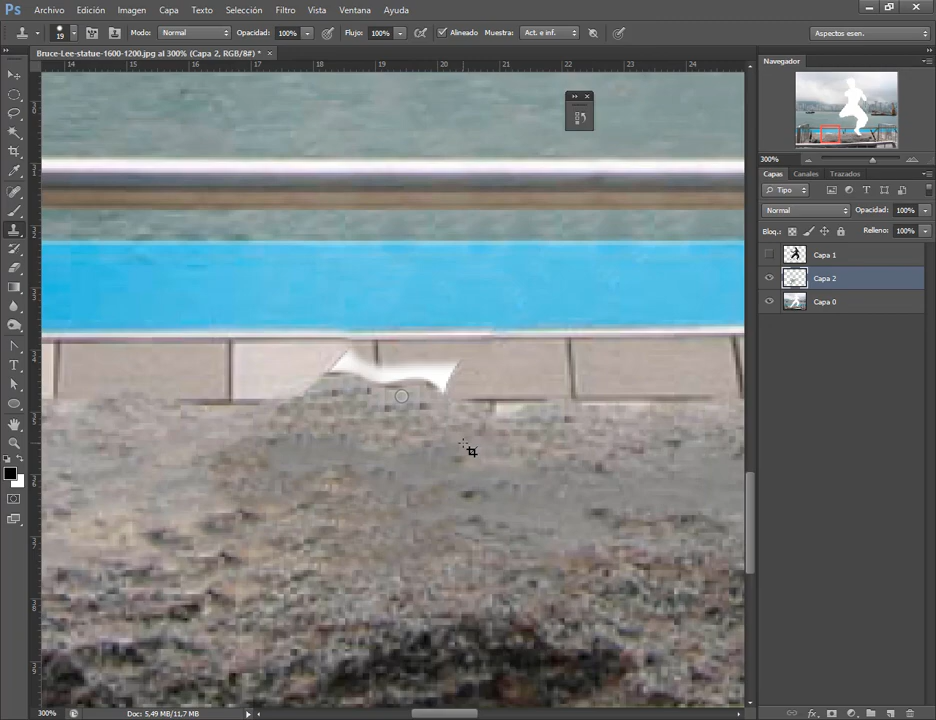 Ps Archivo Edición Imagen Capa Texto Selección Filtro Vista Ventana Ayuda
19 Modo: Normal Opacidad: 100% Flujo: 100% Alineado Muestra: Act. e inf. Aspectos esen.
Bruce-Lee-statue-1600-1200.jpg al 300% (Capa 2, RGB/8#) * ×
14 15 16 17 18 19 20 21 22 23 24
Navegador
300%
Capas Canales Trazados
Tipo
Normal Opacidad: 100%
Bloq.: Relleno: 100%
Capa 1
Capa 2
Capa 0
300% Doc: 5,49 MB/11,7 MB
fx